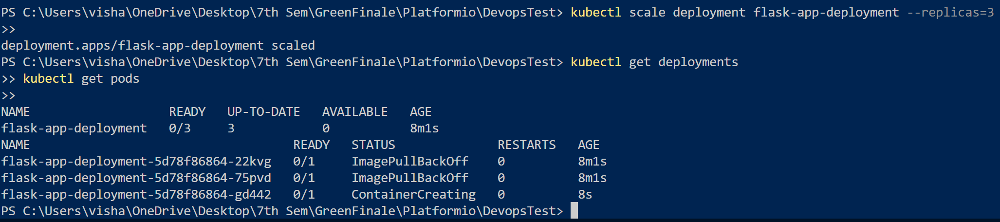 PS C:\Users\visha\OneDrive\Desktop\7th Sem\GreenFinale\Platformio\DevopsTest> kubectl scale deployment flask-app-deployment --replicas=3
>>
deployment.apps/flask-app-deployment scaled
PS C:\Users\visha\OneDrive\Desktop\7th Sem\GreenFinale\Platformio\DevopsTest> kubectl get deployments
>> kubectl get pods
>>
NAME                   READY   UP-TO-DATE   AVAILABLE   AGE
flask-app-deployment   0/3     3            0           8m1s
NAME                                    READY   STATUS              RESTARTS   AGE
flask-app-deployment-5d78f86864-22kvg   0/1     ImagePullBackOff    0          8m1s
flask-app-deployment-5d78f86864-75pvd   0/1     ImagePullBackOff    0          8m1s
flask-app-deployment-5d78f86864-gd442   0/1     ContainerCreating   0          8s
PS C:\Users\visha\OneDrive\Desktop\7th Sem\GreenFinale\Platformio\DevopsTest>